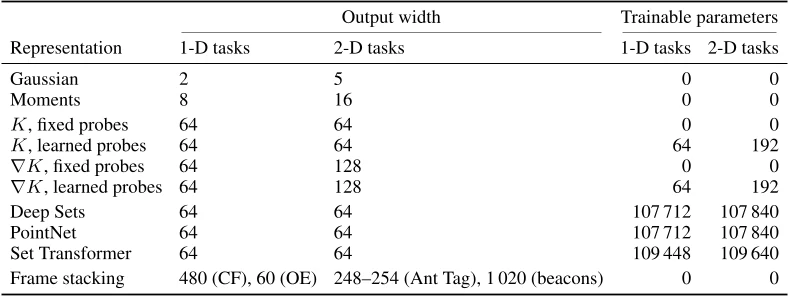 Output width Trainable parameters
Representation 1-D tasks 2-D tasks 1-D tasks 2-D tasks
Gaussian 2 5 0 0
Moments 8 16 0 0
K, fixed probes 64 64 0 0
K, learned probes 64 64 64 192
∇K, fixed probes 64 128 0 0
∇K, learned probes 64 128 64 192
Deep Sets 64 64 107 712 107 840
PointNet 64 64 107 712 107 840
Set Transformer 64 64 109 448 109 640
Frame stacking 480 (CF), 60 (OE) 248–254 (Ant Tag), 1 020 (beacons) 0 0